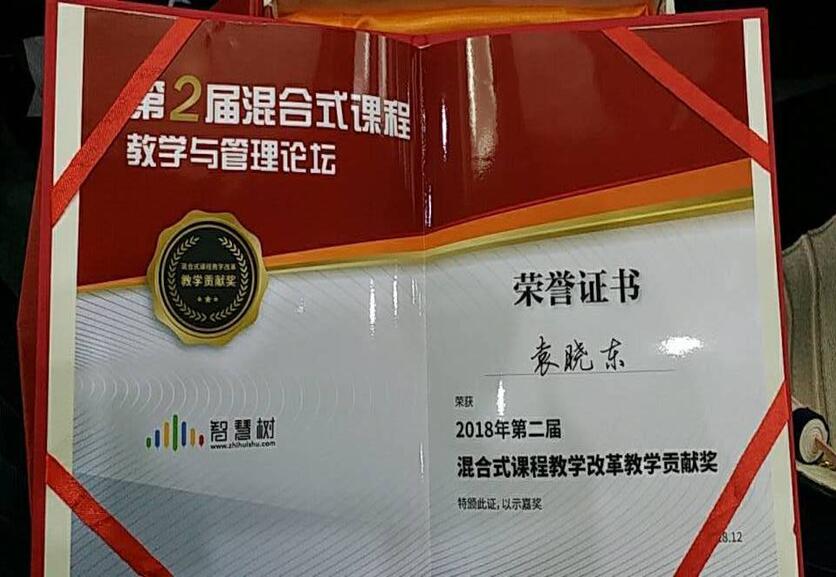 第2届混合式课程
教学与管理论坛
混合式课程教学改革
教学贡献奖
智慧树
www.zhihuishu.com
荣誉证书
袁晓东
荣获
2018年第二届
混合式课程教学改革教学贡献奖
特颁此证，以示嘉奖
8.12